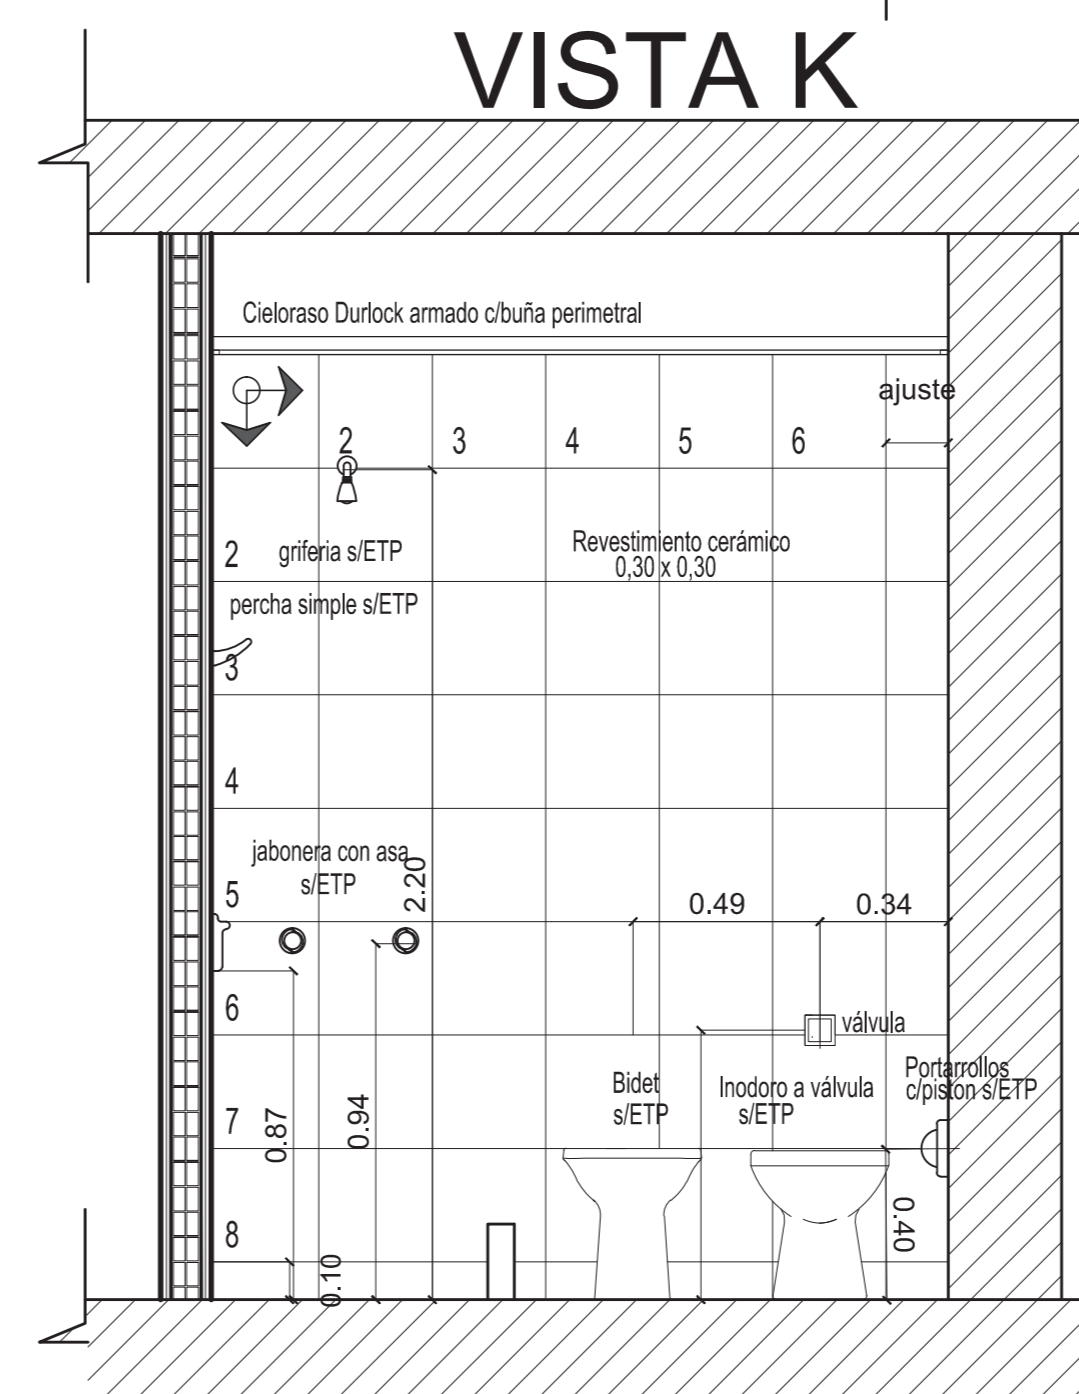 VISTA K
Cieloraso Durlock armado c/buña perimetral
ajuste
2 3 4 5 6
2
griferia s/ETP
Revestimiento cerámico
0,30 x 0,30
percha simple s/ETP
3
4
jabonera con asa
s/ETP
2.20
5
0.49
0.34
6
válvula
Portarrollos
c/piston s/ETP
Bidet
s/ETP
Inodoro a válvula
s/ETP
7
0.87
0.94
0.40
8
0.10